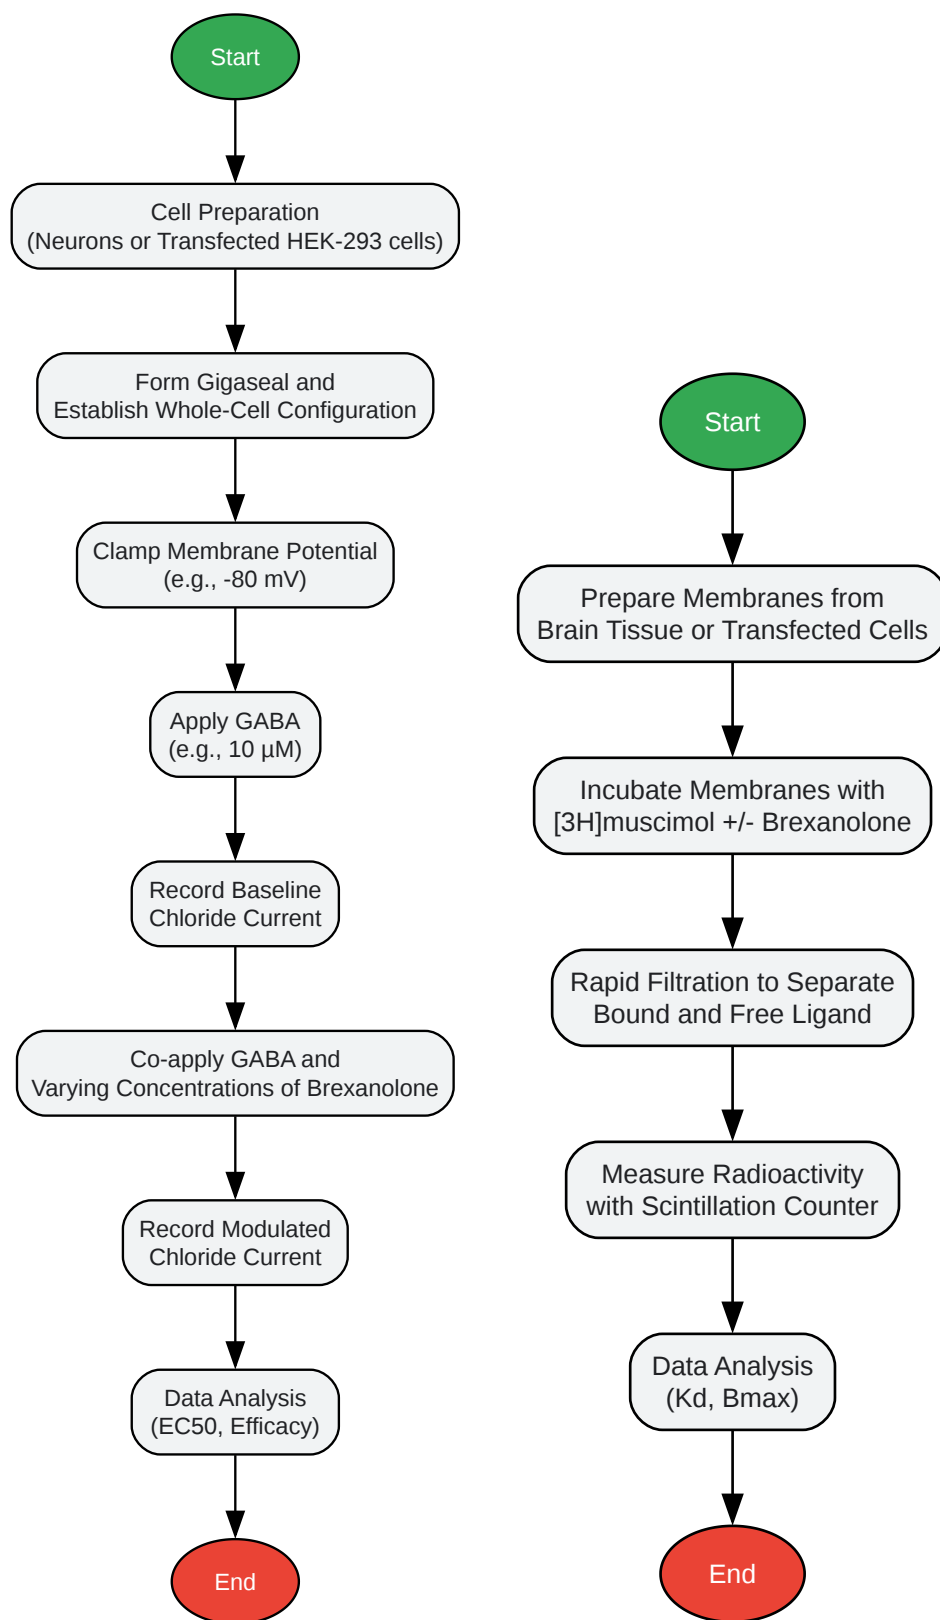 Start
Cell Preparation
(Neurons or Transfected HEK-293 cells)
Form Gigaseal and
Establish Whole-Cell Configuration
Clamp Membrane Potential
(e.g., -80 mV)
Apply GABA
(e.g., 10 µM)
Record Baseline
Chloride Current
Co-apply GABA and
Varying Concentrations of Brexanolone
Record Modulated
Chloride Current
Data Analysis
(EC50, Efficacy)
End
Start
Prepare Membranes from
Brain Tissue or Transfected Cells
Incubate Membranes with
[3H]muscimol +/- Brexanolone
Rapid Filtration to Separate
Bound and Free Ligand
Measure Radioactivity
with Scintillation Counter
Data Analysis
(Kd, Bmax)
End